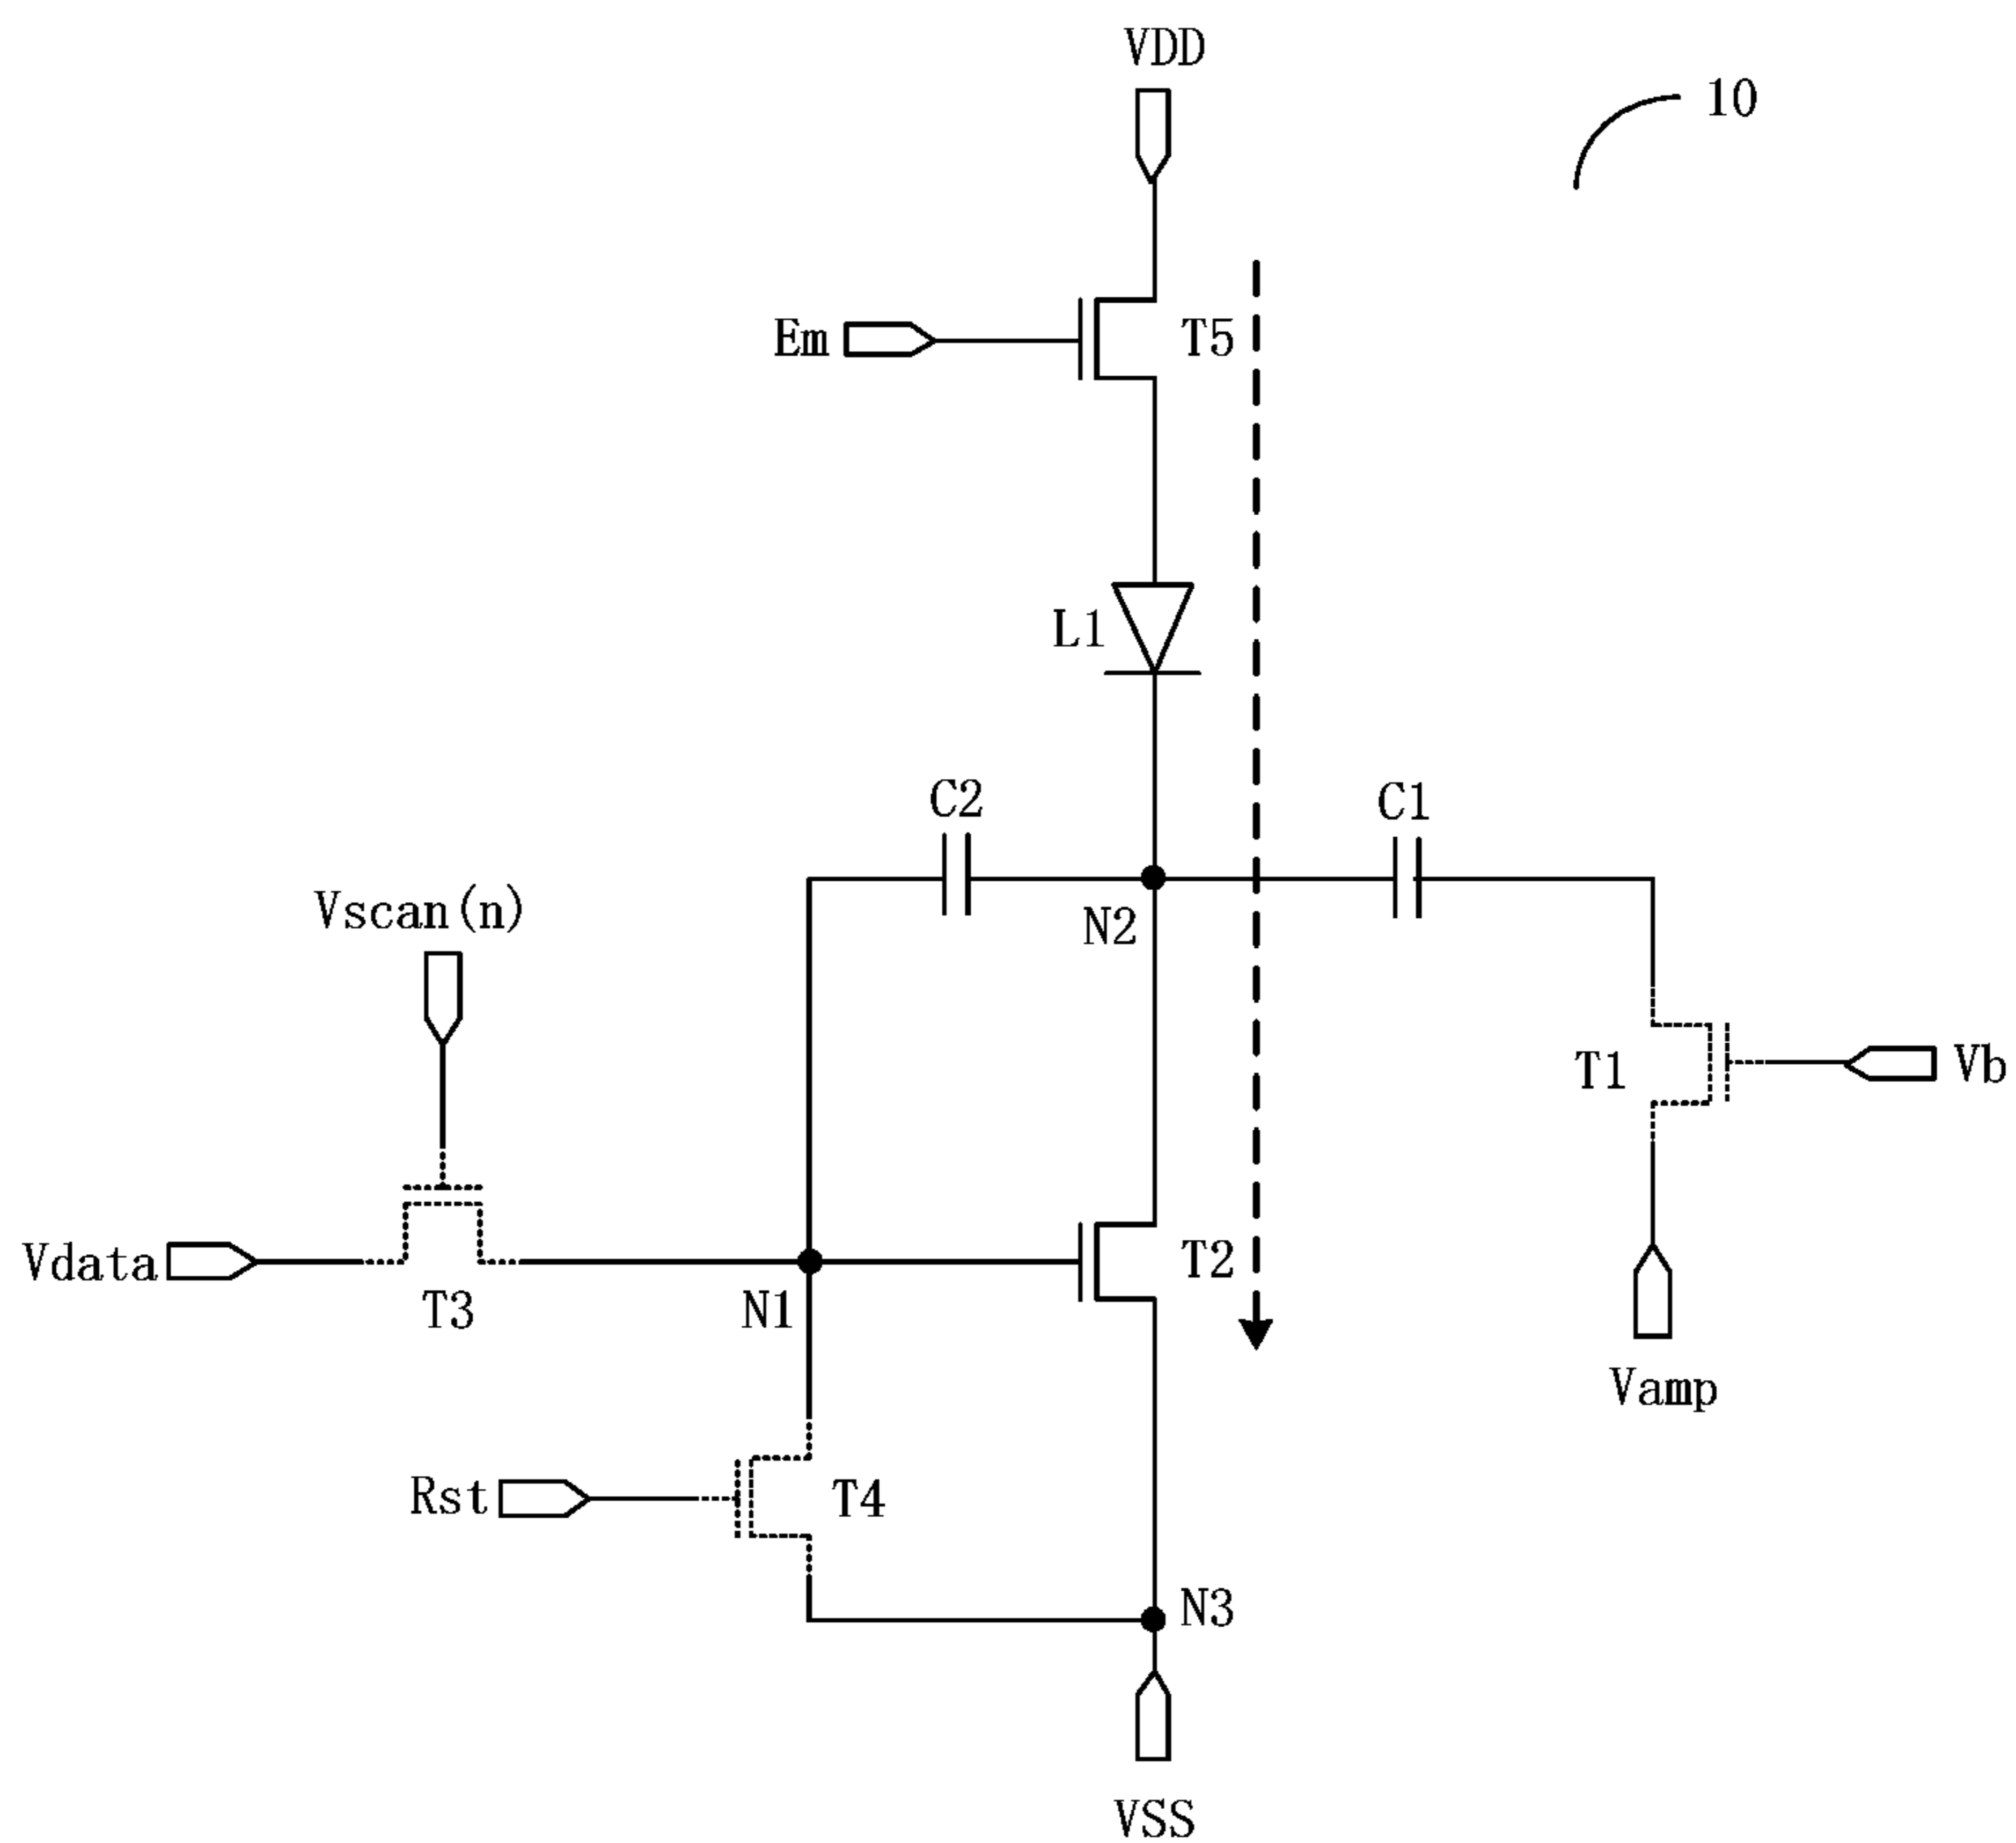 VDD
10
Em
T5
L1
C2
C1
Vscan(n)
N2
T1
Vb
Vdata
T2
T3
N1
Vamp
Rst
T4
N3
VSS